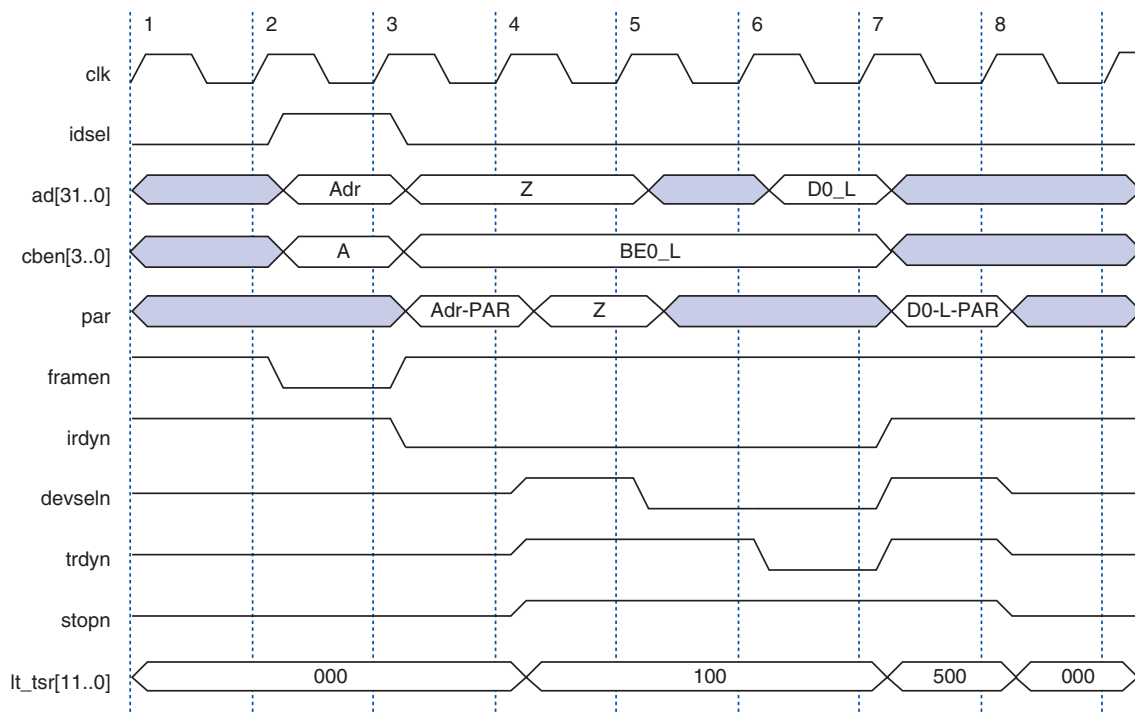 1 2 3 4 5 6 7 8
clk
idsel
ad[31..0] Adr Z D0_L
cben[3..0] A BE0_L
par Adr-PAR Z D0-L-PAR
framen
irdyn
devseln
trdyn
stopn
lt_tsr[11..0] 000 100 500 000